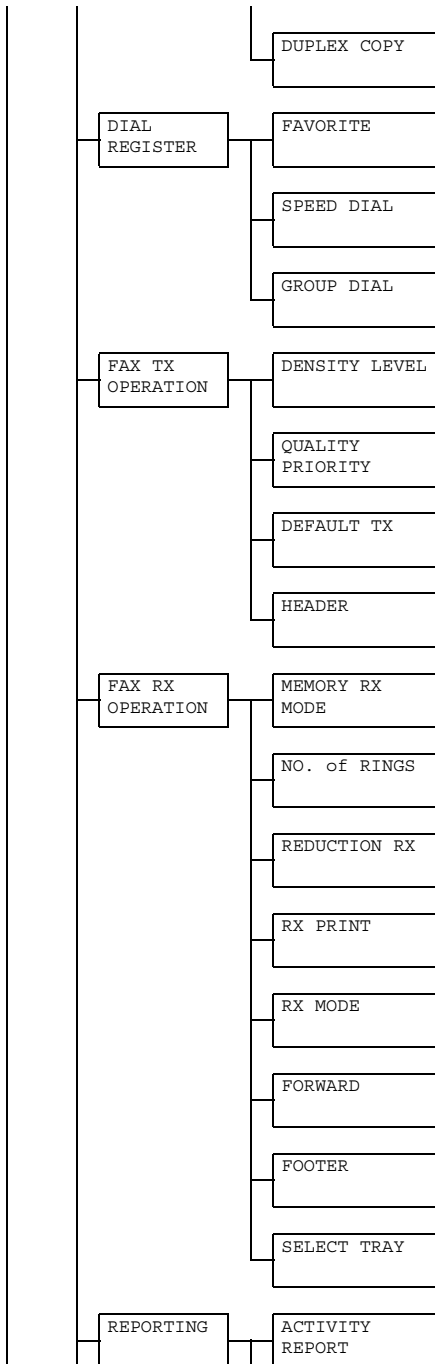 DUPLEX COPY
DIAL
REGISTER
FAVORITE
SPEED DIAL
GROUP DIAL
FAX TX
OPERATION
DENSITY LEVEL
QUALITY
PRIORITY
DEFAULT TX
HEADER
FAX RX
OPERATION
MEMORY RX
MODE
NO. of RINGS
REDUCTION RX
RX PRINT
RX MODE
FORWARD
FOOTER
SELECT TRAY
REPORTING
ACTIVITY
REPORT